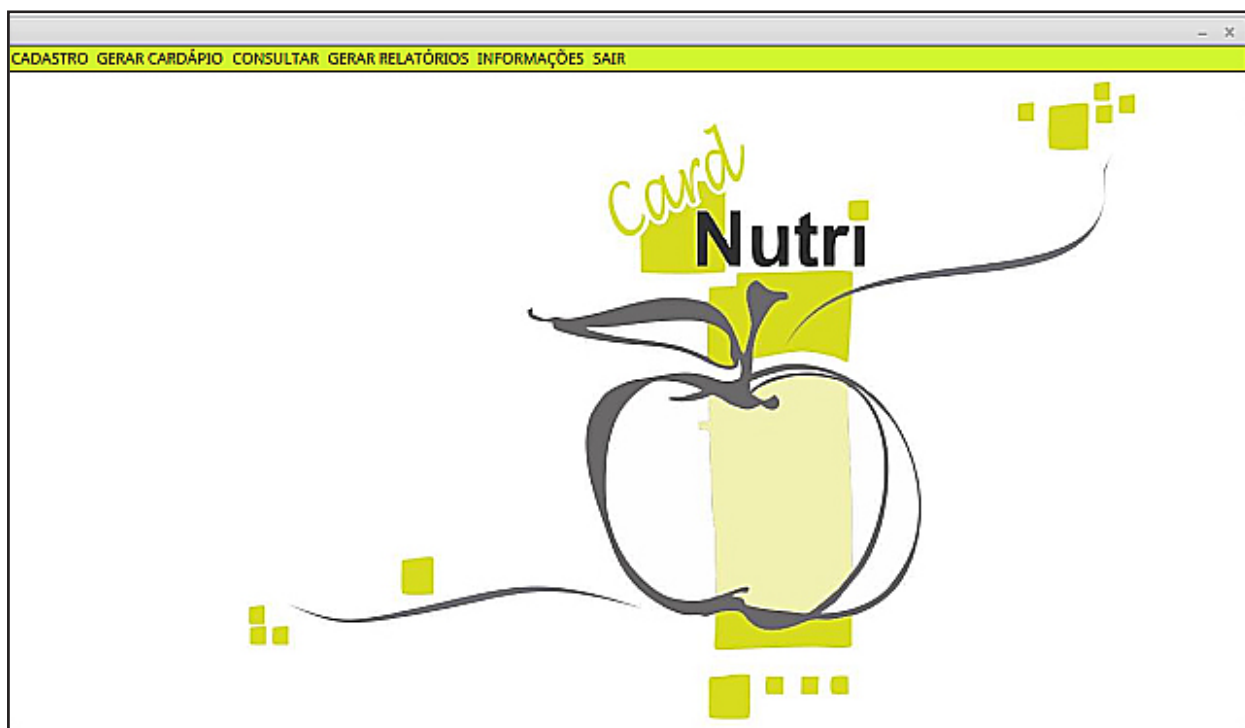 CADASTRO GERAR CARDÁPIO CONSULTAR GERAR RELATÓRIOS INFORMAÇÕES SAIR
Card
Nutri